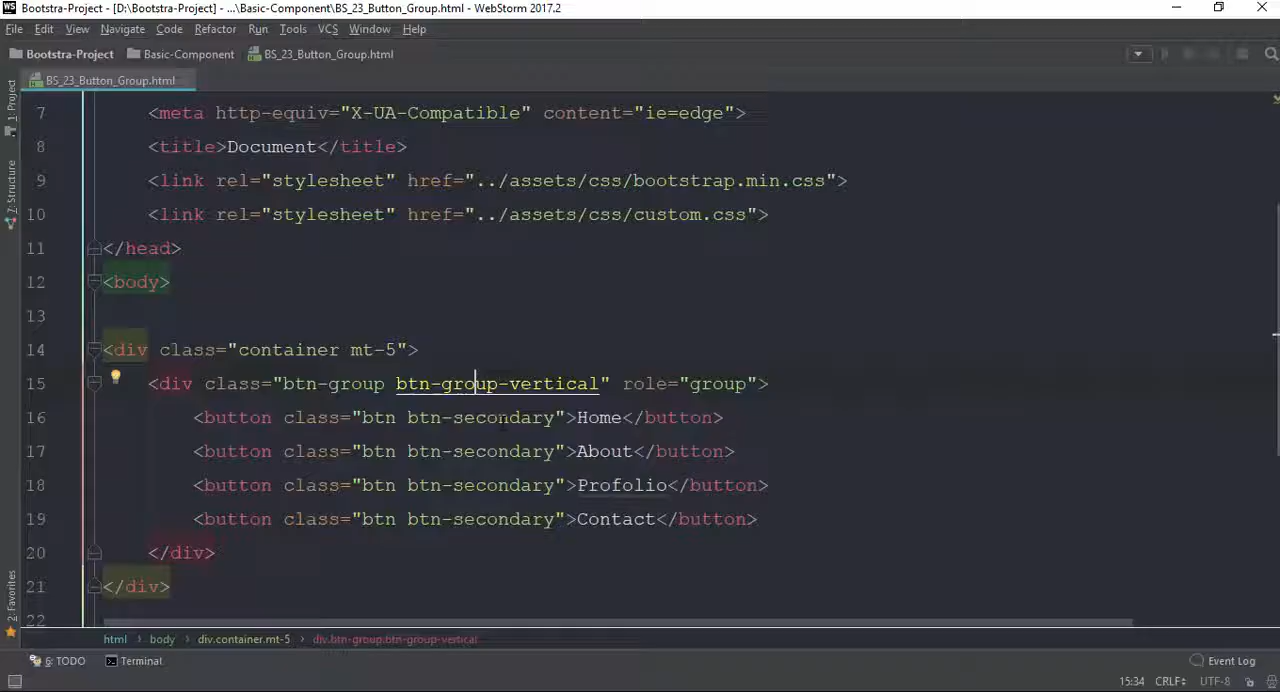 Bootstra-Project - [D:\Bootstra-Project] - ...\Basic-Component\BS_23_Button_Group.html - WebStorm 2017.2
File Edit View Navigate Code Refactor Run Tools VCS Window Help
Bootstra-Project Basic-Component BS_23_Button_Group.html
BS_23_Button_Group.html
1: Project
7: Structure
2: Favorites
7 <meta http-equiv="X-UA-Compatible" content="ie=edge">
8 <title>Document</title>
9 <link rel="stylesheet" href="../assets/css/bootstrap.min.css">
10 <link rel="stylesheet" href="../assets/css/custom.css">
11 </head>
12 <body>
13
14 <div class="container mt-5">
15 <div class="btn-group btn-group-vertical" role="group">
16 <button class="btn btn-secondary">Home</button>
17 <button class="btn btn-secondary">About</button>
18 <button class="btn btn-secondary">Profolio</button>
19 <button class="btn btn-secondary">Contact</button>
20 </div>
21 </div>
22
html › body › div.container.mt-5 › div.btn-group.btn-group-vertical
6: TODO Terminal Event Log
15:34 CRLF UTF-8